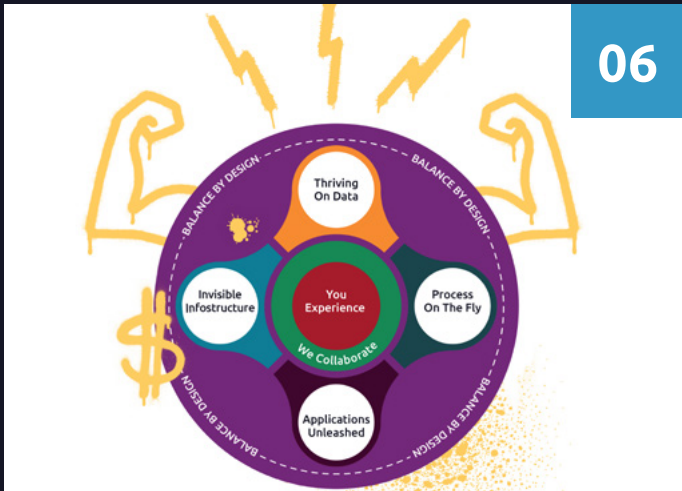 06
BALANCE BY DESIGN
BALANCE BY DESIGN
Thriving
On Data
Invisible
Infostructure
You
Experience
Process
On The Fly
We Collaborate
$
Applications
Unleashed
BALANCE BY DESIGN
BALANCE BY DESIGN